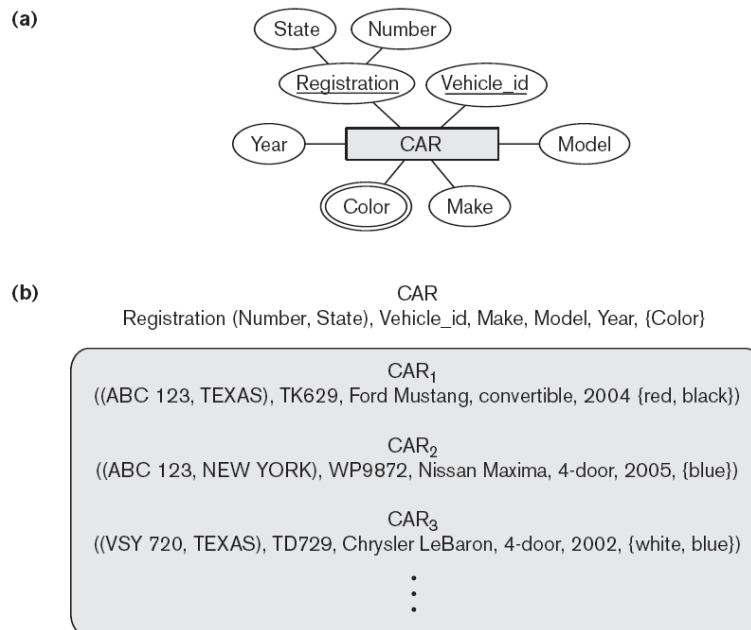 (a)
State Number
Registration Vehicle_id
Year CAR Model
Color Make
(b)
CAR
Registration (Number, State), Vehicle_id, Make, Model, Year, {Color}
CAR₁
((ABC 123, TEXAS), TK629, Ford Mustang, convertible, 2004 {red, black})
CAR₂
((ABC 123, NEW YORK), WP9872, Nissan Maxima, 4-door, 2005, {blue})
CAR₃
((VSY 720, TEXAS), TD729, Chrysler LeBaron, 4-door, 2002, {white, blue})